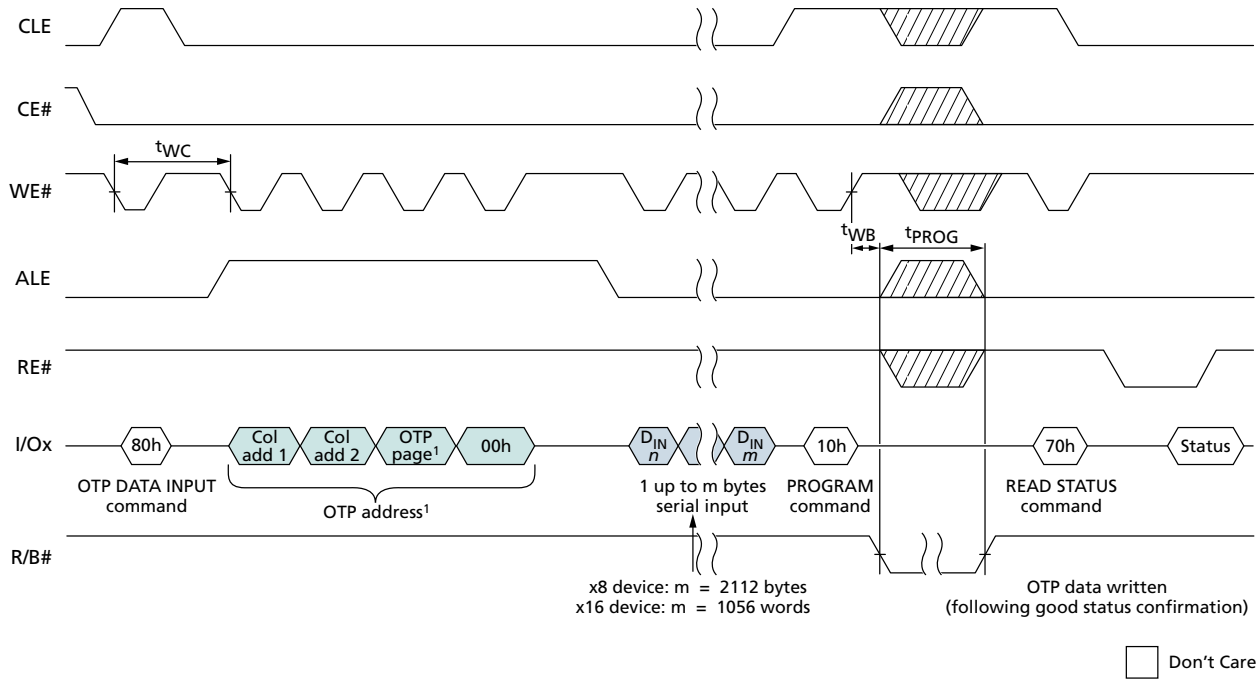 CLE
CE#
tWC
WE#
tWB
tPROG
ALE
RE#
I/Ox
80h
Col
add 1
Col
add 2
OTP
page1
00h
DIN
n
DIN
m
10h
70h
Status
OTP DATA INPUT
command
OTP address1
1 up to m bytes
serial input
PROGRAM
command
READ STATUS
command
R/B#
x8 device: m = 2112 bytes
x16 device: m = 1056 words
OTP data written
(following good status confirmation)
Don't Care